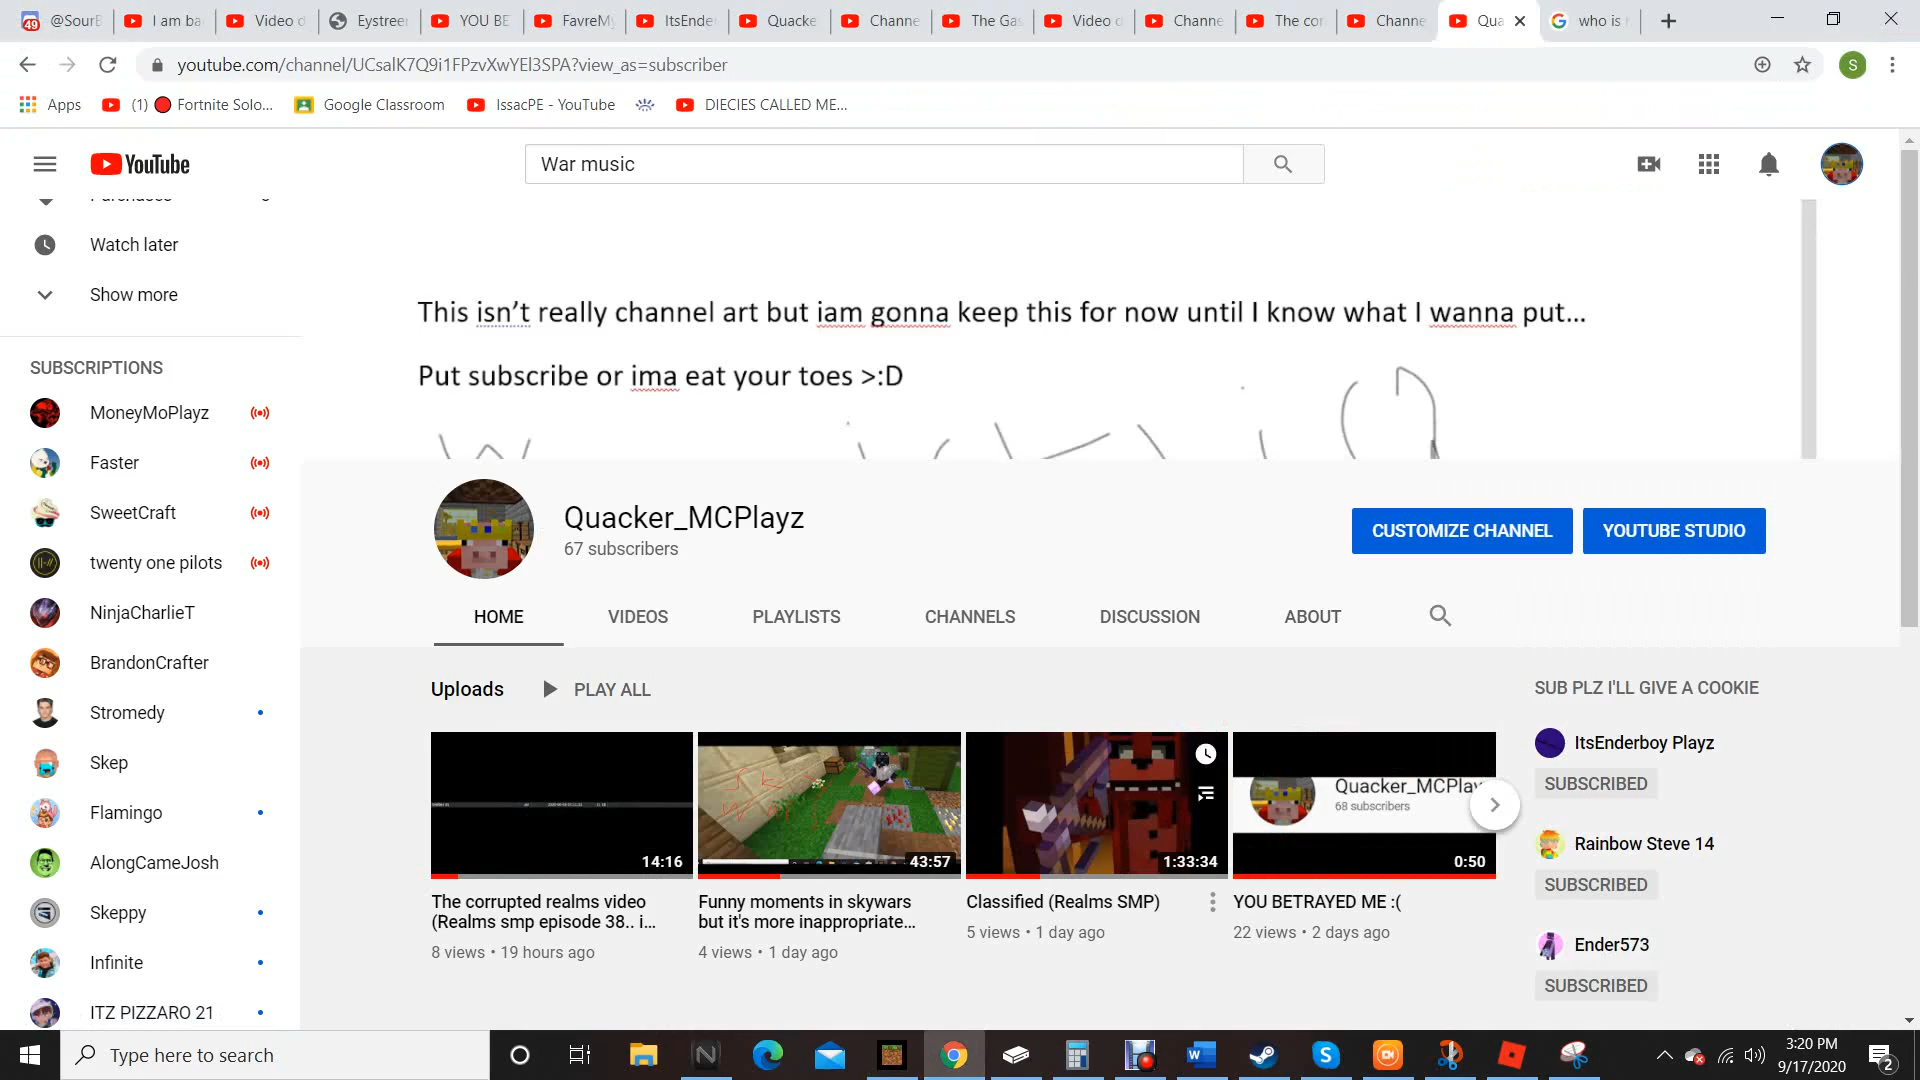 @SourB
I am ba
Video d
Eystree
YOU BE
FavreMy
ItsEnde
Quacke
Channe
The Gas
Video d
Channe
The cor
Channe
Qua
who is
youtube.com/channel/UCsalK7Q9i1FPzvXwYEl3SPA?view_as=subscriber
S
Apps
(1) Fortnite Solo...
Google Classroom
IssacPE - YouTube
DIECIES CALLED ME...
YouTube
War music
Purchases
Watch later
Show more
This isn't really channel art but iam gonna keep this for now until I know what I wanna put...
Put subscribe or ima eat your toes >:D
SUBSCRIPTIONS
MoneyMoPlayz
Faster
SweetCraft
twenty one pilots
NinjaCharlieT
BrandonCrafter
Stromedy
Skep
Flamingo
AlongCameJosh
Skeppy
Infinite
ITZ PIZZARO 21
Quacker_MCPlayz
67 subscribers
CUSTOMIZE CHANNEL
YOUTUBE STUDIO
HOME
VIDEOS
PLAYLISTS
CHANNELS
DISCUSSION
ABOUT
Uploads
PLAY ALL
14:16
The corrupted realms video
(Realms smp episode 38.. i...
8 views • 19 hours ago
43:57
Funny moments in skywars
but it's more inappropriate...
4 views • 1 day ago
1:33:34
Classified (Realms SMP)
5 views • 1 day ago
Quacker_MCPlay
68 subscribers
0:50
YOU BETRAYED ME :(
22 views • 2 days ago
SUB PLZ I'LL GIVE A COOKIE
ItsEnderboy Playz
SUBSCRIBED
Rainbow Steve 14
SUBSCRIBED
Ender573
SUBSCRIBED
Type here to search
3:20 PM
9/17/2020
2